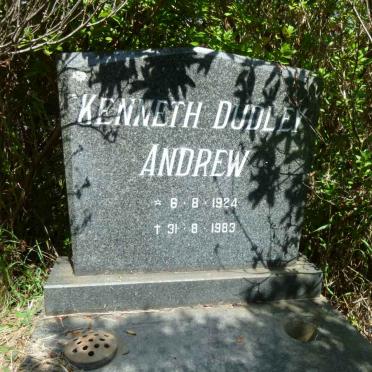 KENNETH DUDLEY
ANDREW
☆ 6·8·1924
† 31·8·1983